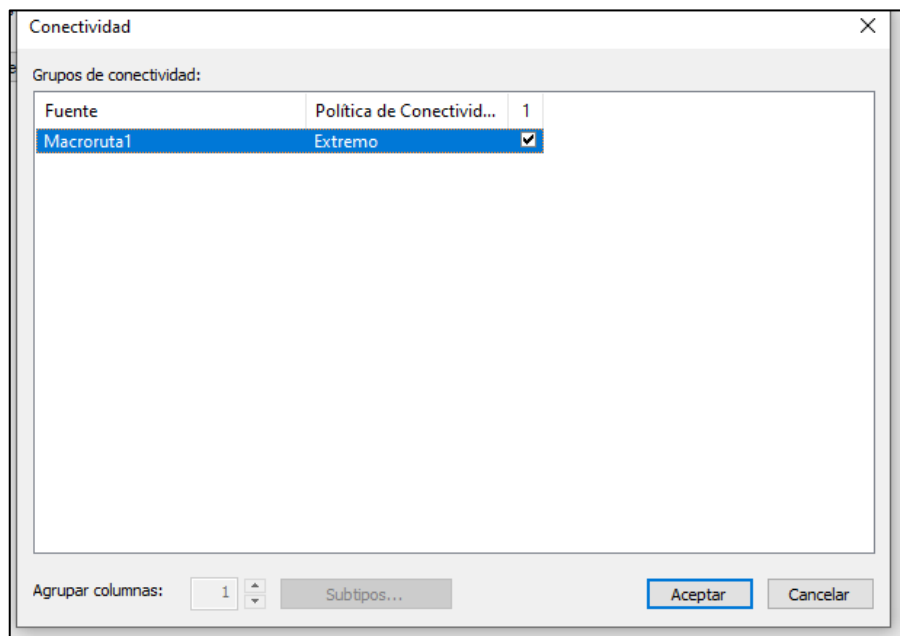 Conectividad
Grupos de conectividad:
Fuente Política de Conectivid... 1
Macroruta1 Extremo
Agrupar columnas: 1 Subtipos... Aceptar Cancelar